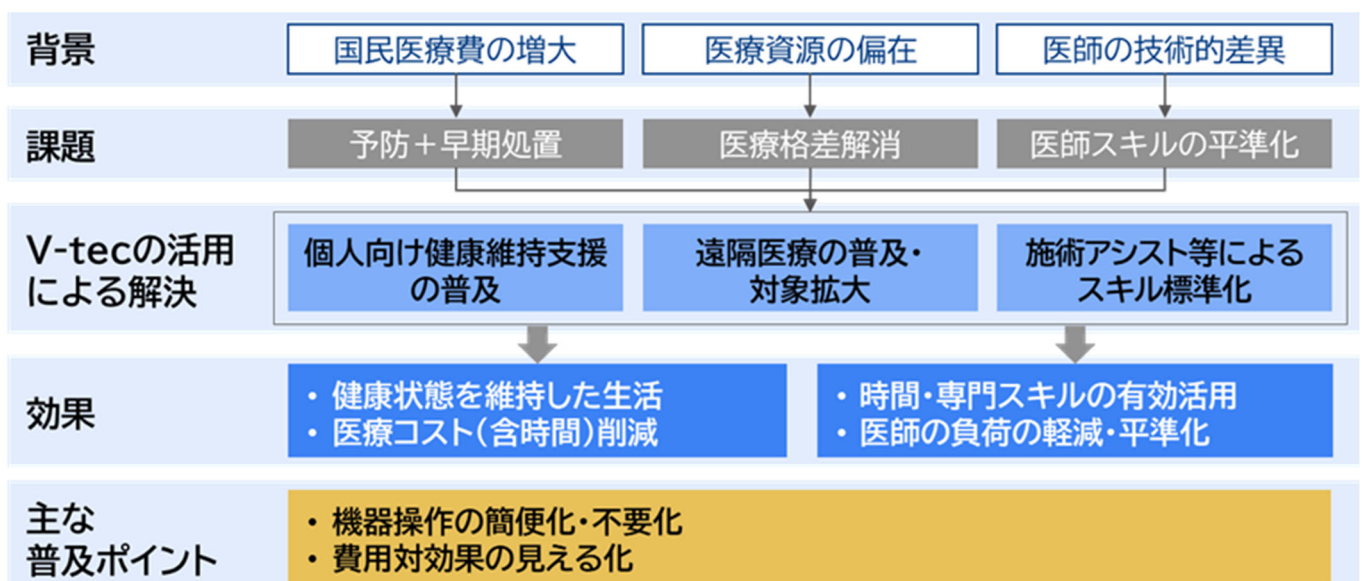 背景
国民医療費の増大
医療資源の偏在
医師の技術的差異
課題
予防＋早期処置
医療格差解消
医師スキルの平準化
V-tecの活用
による解決
個人向け健康維持支援
の普及
遠隔医療の普及・
対象拡大
施術アシスト等による
スキル標準化
効果
・ 健康状態を維持した生活
・ 医療コスト（含時間）削減
・ 時間・専門スキルの有効活用
・ 医師の負荷の軽減・平準化
主な
普及ポイント
・ 機器操作の簡便化・不要化
・ 費用対効果の見える化